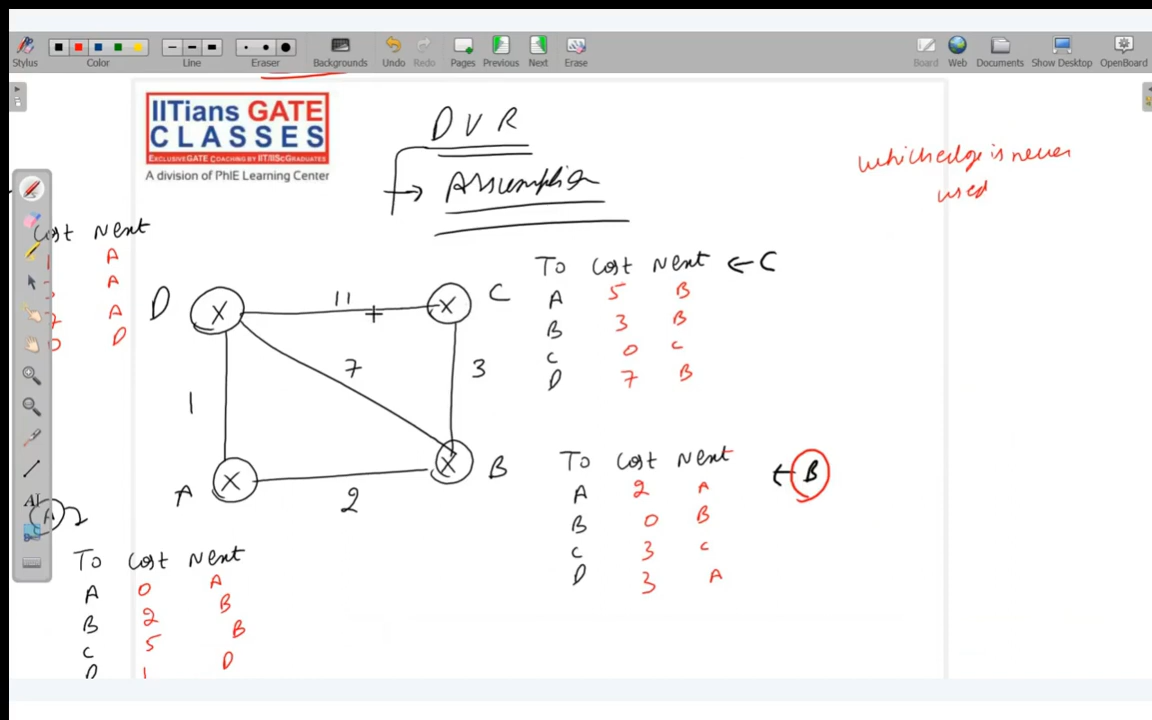 Stylus Color Line Eraser Backgrounds Undo Redo Pages Previous Next Erase Board Web Documents Show Desktop OpenBoard
IITians GATE
CLASSES
EXCLUSIVE GATE COACHING BY IIT/IISc GRADUATES
A division of PhIE Learning Center
DVR
Assumption
which edge is never
used
Cost Next
1 A
A
A
0 D
D 11 C
7
3
1
A 2 B
To Cost Next ← C
A 5 B
B 3 B
C 0 C
D 7 B
To Cost Next ← B
A 2 A
B 0 B
C 3 C
D 3 A
A
To Cost Next
A 0 A
B 2 B
C 5 B
D 1 D